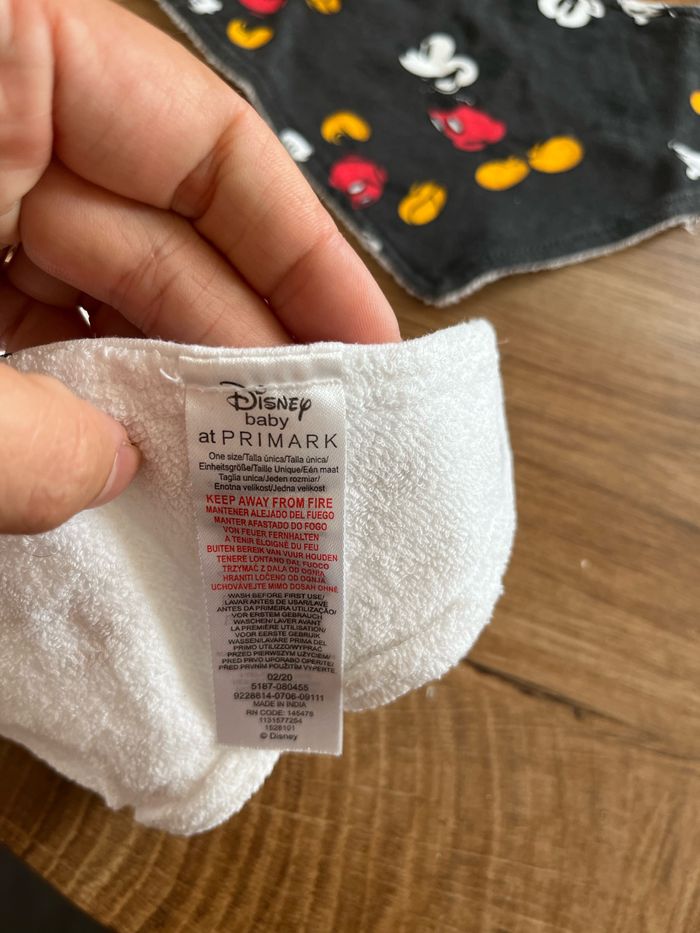 Disney
baby
at PRIMARK
One size/Talla única/Talla única/
Einheitsgröße/Taille Unique/Eén maat
Taglia unica/Jeden rozmiar/
Enotna velikost/Jedna velikost
KEEP AWAY FROM FIRE
MANTENER ALEJADO DEL FUEGO
MANTER AFASTADO DO FOGO
VON FEUER FERNHALTEN
A TENIR ELOIGNÉ DU FEU
BUITEN BEREIK VAN VUUR HOUDEN
TENERE LONTANO DAL FUOCO
TRZYMAĆ Z DALA OD OGNIA
HRANITI LOČENO OD OGNJA
UCHOVÁVEJTE MIMO DOSAH OHNĚ
WASH BEFORE FIRST USE/
LAVAR ANTES DE USAR/LAVE
ANTES DA PRIMEIRA UTILIZAÇÃO/
VOR ERSTEM GEBRAUCH
WASCHEN/LAVER AVANT
LA PREMIÈRE UTILISATION/
VOOR EERSTE GEBRUIK
WASSEN/LAVARE PRIMA DEL
PRIMO UTILIZZO/WYPRAĆ
PRZED PIERWSZYM UŻYCIEM/
PRED PRVO UPORABO OPERITE/
PŘED PRVNÍM POUŽITÍM VYPERTE
02/20
5187-080455
9228614-0706-09111
MADE IN INDIA
RN CODE: 145476
1131577254
1528101
© Disney